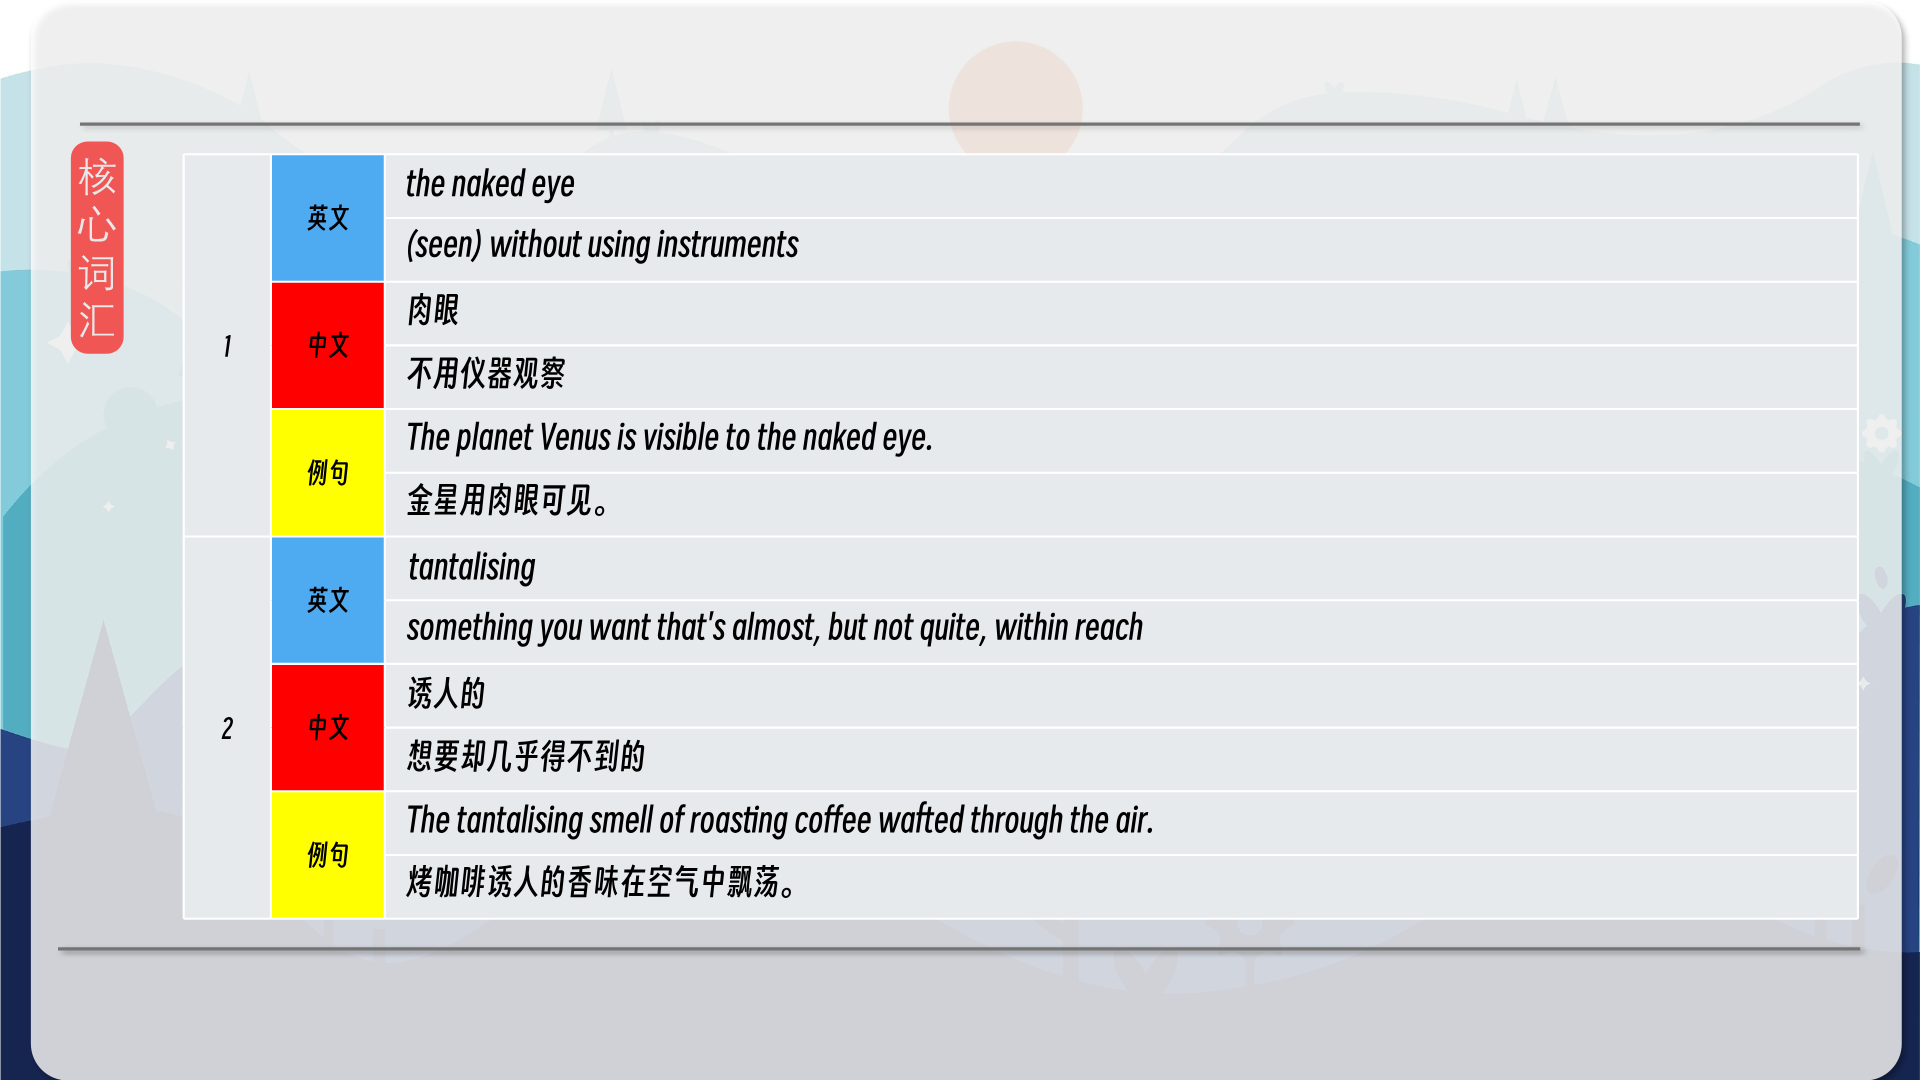 核
心
词
汇
1
英文
the naked eye
(seen) without using instruments
中文
肉眼
不用仪器观察
例句
The planet Venus is visible to the naked eye.
金星用肉眼可见。
2
英文
tantalising
something you want that's almost, but not quite, within reach
中文
诱人的
想要却几乎得不到的
例句
The tantalising smell of roasting coffee wafted through the air.
烤咖啡诱人的香味在空气中飘荡。